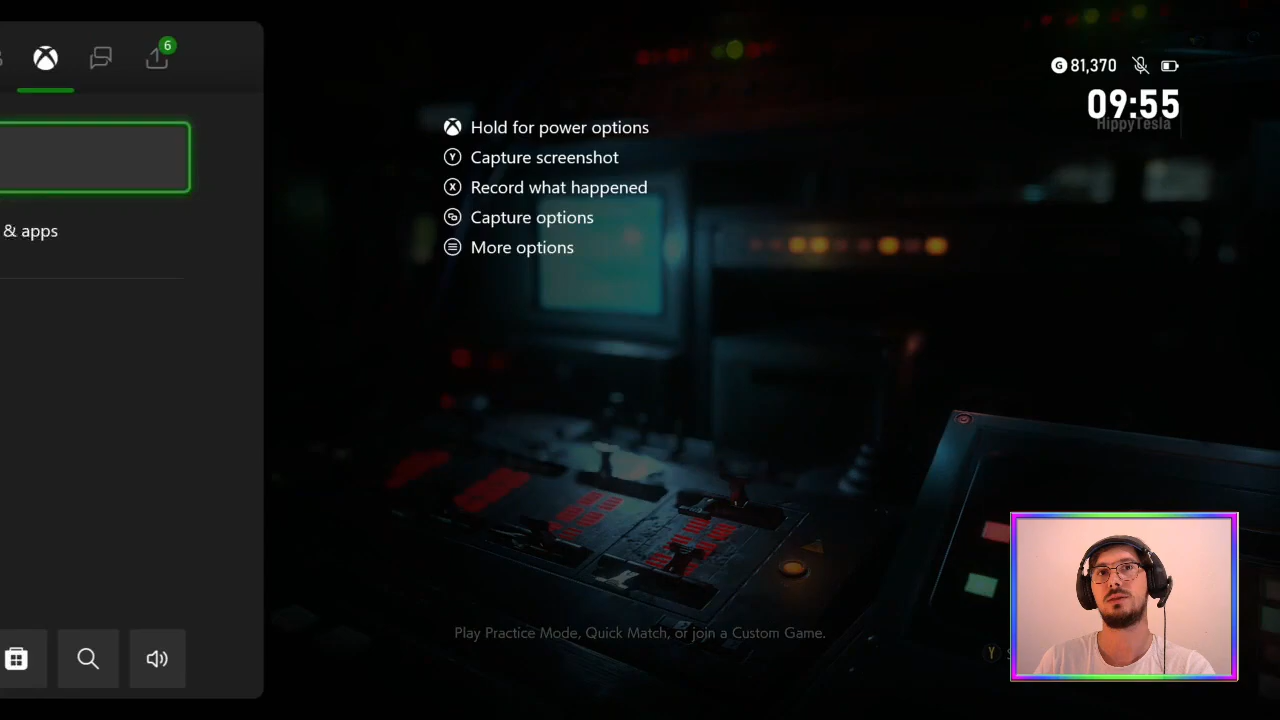 6
81,370
09:55
HippyTesla
Hold for power options
Y Capture screenshot
X Record what happened
Capture options
More options
& apps
Play Practice Mode, Quick Match, or join a Custom Game.
Y